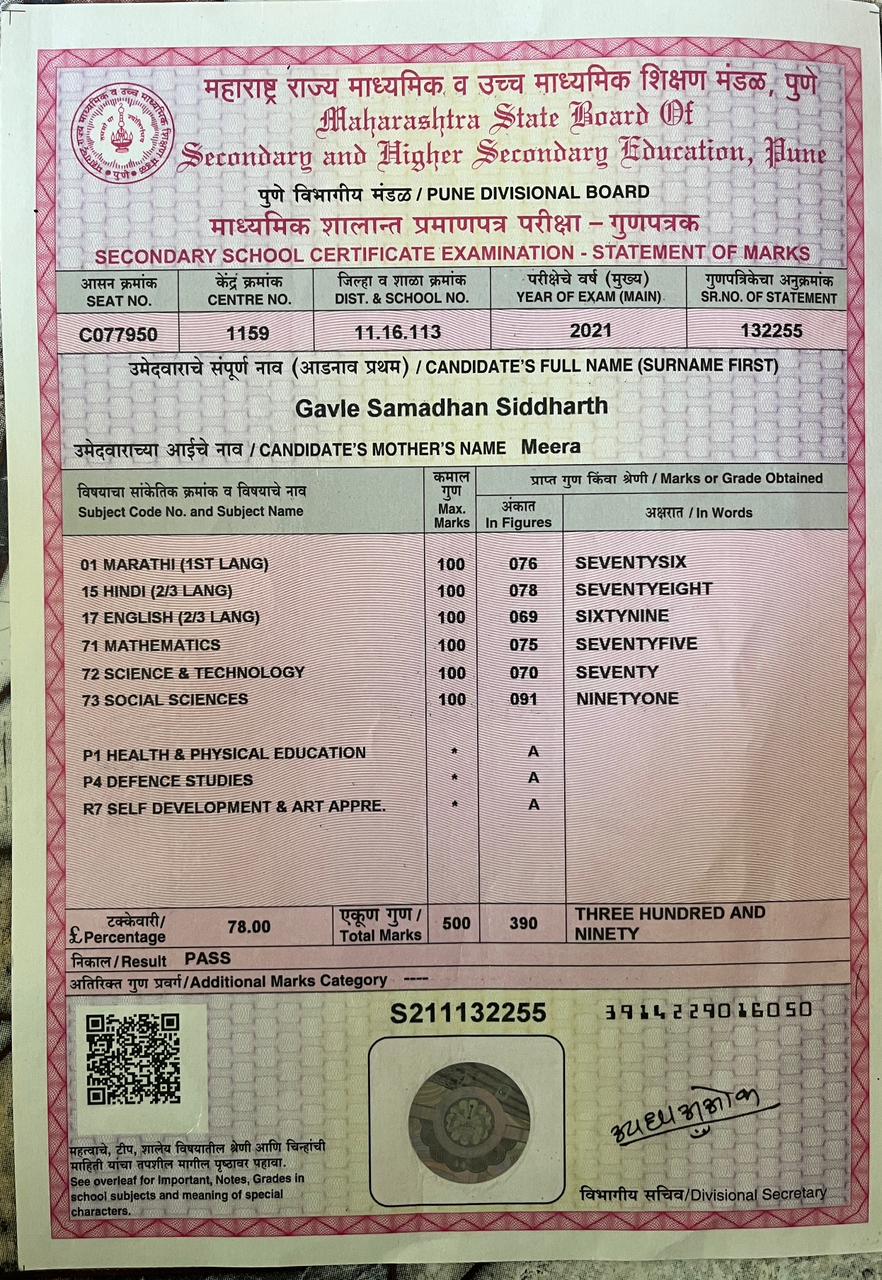 महाराष्ट्र राज्य माध्यमिक व उच्च माध्यमिक शिक्षण मंडळ, पुणे
Maharashtra State Board Of
Secondary and Higher Secondary Education, Pune
पुणे विभागीय मंडळ / PUNE DIVISIONAL BOARD
माध्यमिक शालान्त प्रमाणपत्र परीक्षा – गुणपत्रक
SECONDARY SCHOOL CERTIFICATE EXAMINATION - STATEMENT OF MARKS
आसन क्रमांक केंद्र क्रमांक जिल्हा व शाळा क्रमांक परीक्षेचे वर्ष (मुख्य) गुणपत्रिकेचा अनुक्रमांक
SEAT NO. CENTRE NO. DIST. & SCHOOL NO. YEAR OF EXAM (MAIN) SR.NO. OF STATEMENT
C077950 1159 11.16.113 2021 132255
उमेदवाराचे संपूर्ण नाव (आडनाव प्रथम) / CANDIDATE'S FULL NAME (SURNAME FIRST)
Gavle Samadhan Siddharth
उमेदवाराच्या आईचे नाव / CANDIDATE'S MOTHER'S NAME Meera
विषयाचा सांकेतिक क्रमांक व विषयाचे नाव
Subject Code No. and Subject Name
कमाल
गुण
Max.
Marks
प्राप्त गुण किंवा श्रेणी / Marks or Grade Obtained
अंकात
In Figures
अक्षरात / In Words
01 MARATHI (1ST LANG) 100 076 SEVENTYSIX
15 HINDI (2/3 LANG) 100 078 SEVENTYEIGHT
17 ENGLISH (2/3 LANG) 100 069 SIXTYNINE
71 MATHEMATICS 100 075 SEVENTYFIVE
72 SCIENCE & TECHNOLOGY 100 070 SEVENTY
73 SOCIAL SCIENCES 100 091 NINETYONE
P1 HEALTH & PHYSICAL EDUCATION * A
P4 DEFENCE STUDIES * A
R7 SELF DEVELOPMENT & ART APPRE. * A
टक्केवारी/
£Percentage
78.00
एकूण गुण /
Total Marks
500 390
THREE HUNDRED AND
NINETY
निकाल/Result PASS
अतिरिक्त गुण प्रवर्ग/Additional Marks Category ----
S211132255
3914229016050
महत्वाचे, टीप, शालेय विषयातील श्रेणी आणि चिन्हांची
माहिती यांचा तपशील मागील पृष्ठावर पहावा.
See overleaf for Important, Notes, Grades in
school subjects and meaning of special
characters.
विभागीय सचिव/Divisional Secretary